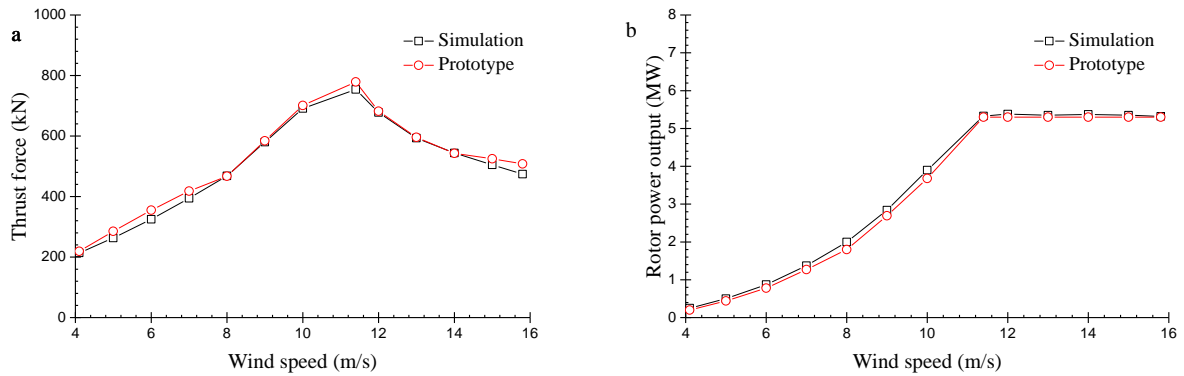 a
Thrust force (kN)
1000
800
600
400
200
0
4
6
8
10
12
14
16
Wind speed (m/s)
Simulation
Prototype
b
Rotor power output (MW)
8
7
6
5
4
3
2
1
0
4
6
8
10
12
14
16
Wind speed (m/s)
Simulation
Prototype